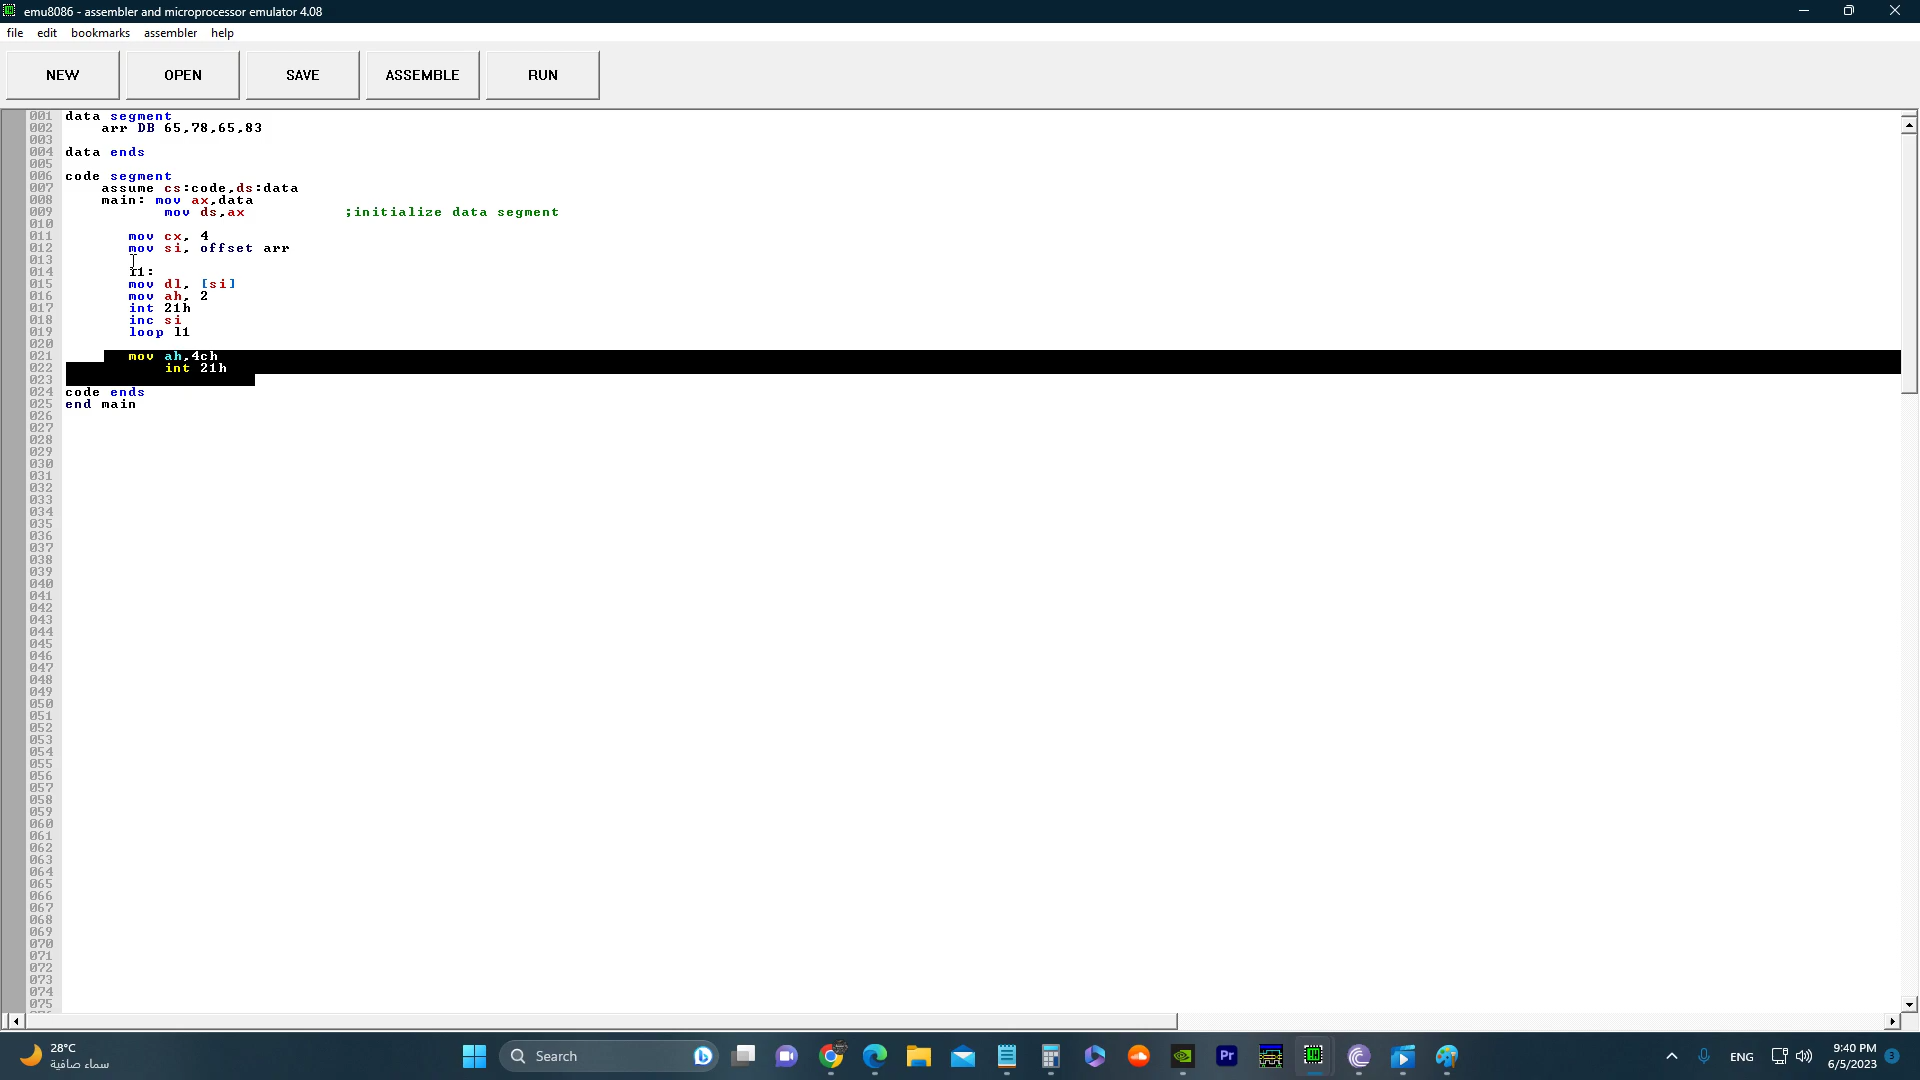 emu8086 - assembler and microprocessor emulator 4.08
file edit bookmarks assembler help
NEW OPEN SAVE ASSEMBLE RUN
001 data segment
002 arr DB 65,78,65,83
003
004 data ends
005
006 code segment
007 assume cs:code,ds:data
008 main: mov ax,data
009 mov ds,ax ;initialize data segment
010
011 mov cx, 4
012 mov si, offset arr
013
014 l1:
015 mov dl, [si]
016 mov ah, 2
017 int 21h
018 inc si
019 loop l1
020
021 mov ah,4ch
022 int 21h
023
024 code ends
025 end main
026
027
028
029
030
031
032
033
034
035
036
037
038
039
040
041
042
043
044
045
046
047
048
049
050
051
052
053
054
055
056
057
058
059
060
061
062
063
064
065
066
067
068
069
070
071
072
073
074
075
28°C
سماء صافية
Search
Pr
ENG
9:40 PM
6/5/2023
3